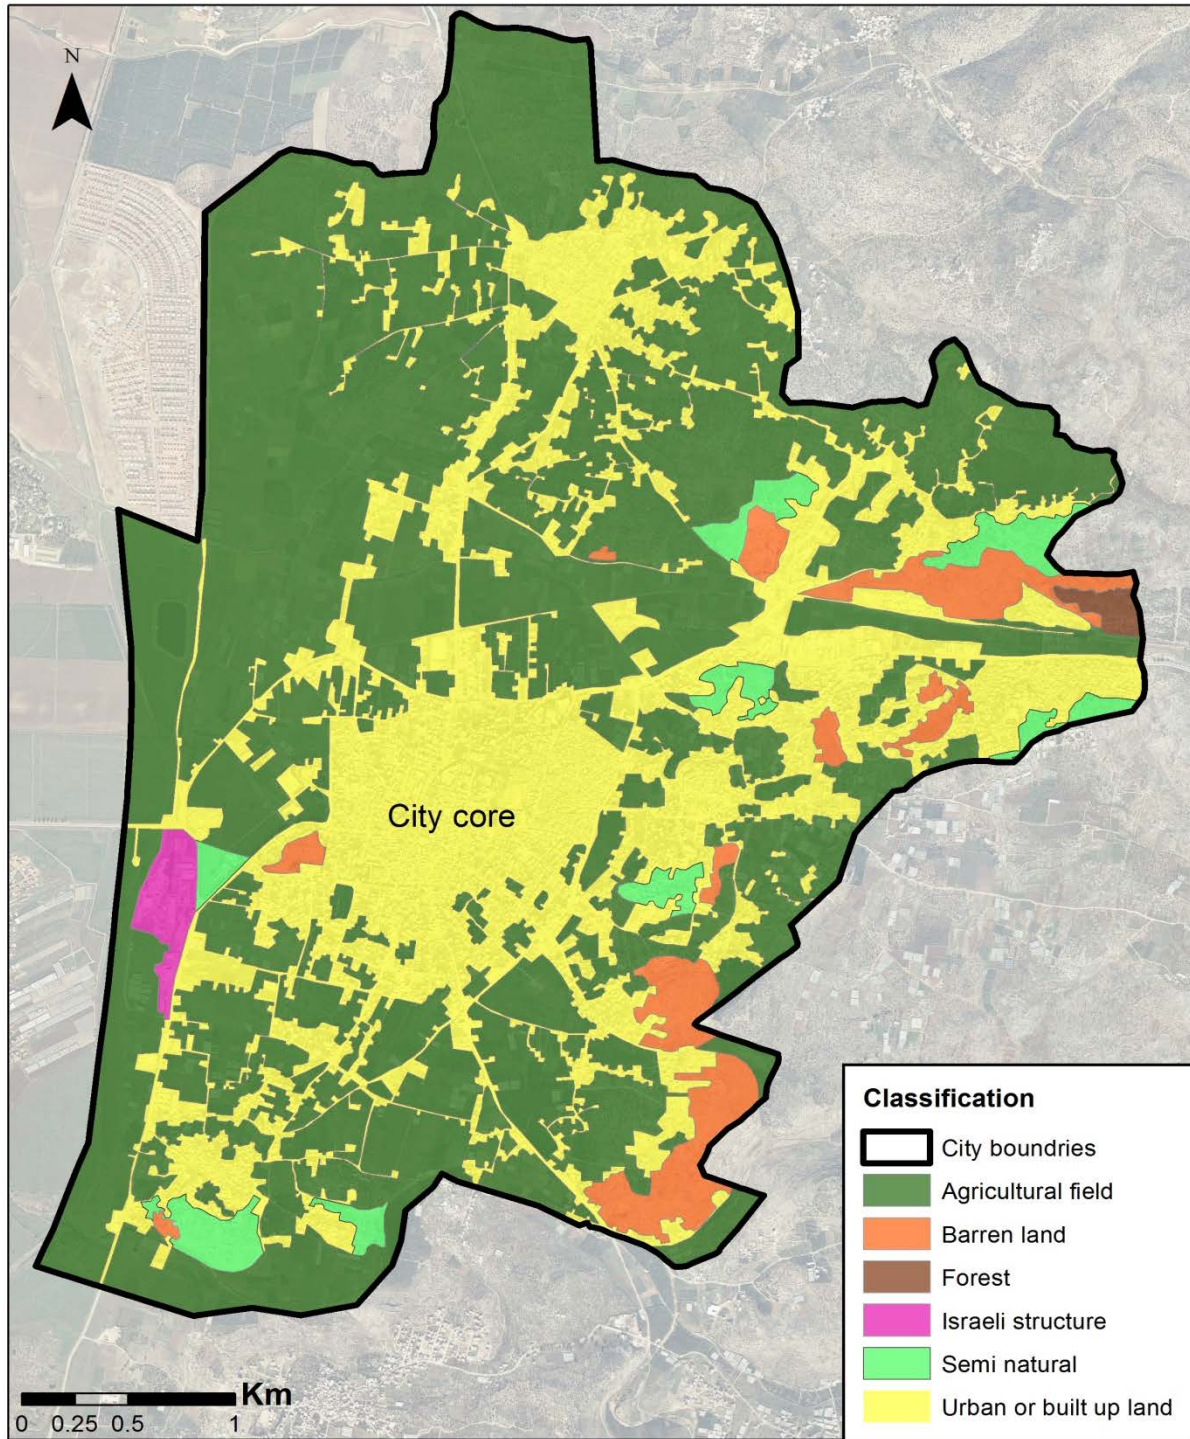 N
City core
Classification
City boundries
Agricultural field
Barren land
Forest
Israeli structure
Semi natural
Urban or built up land
Km
0 0.25 0.5 1